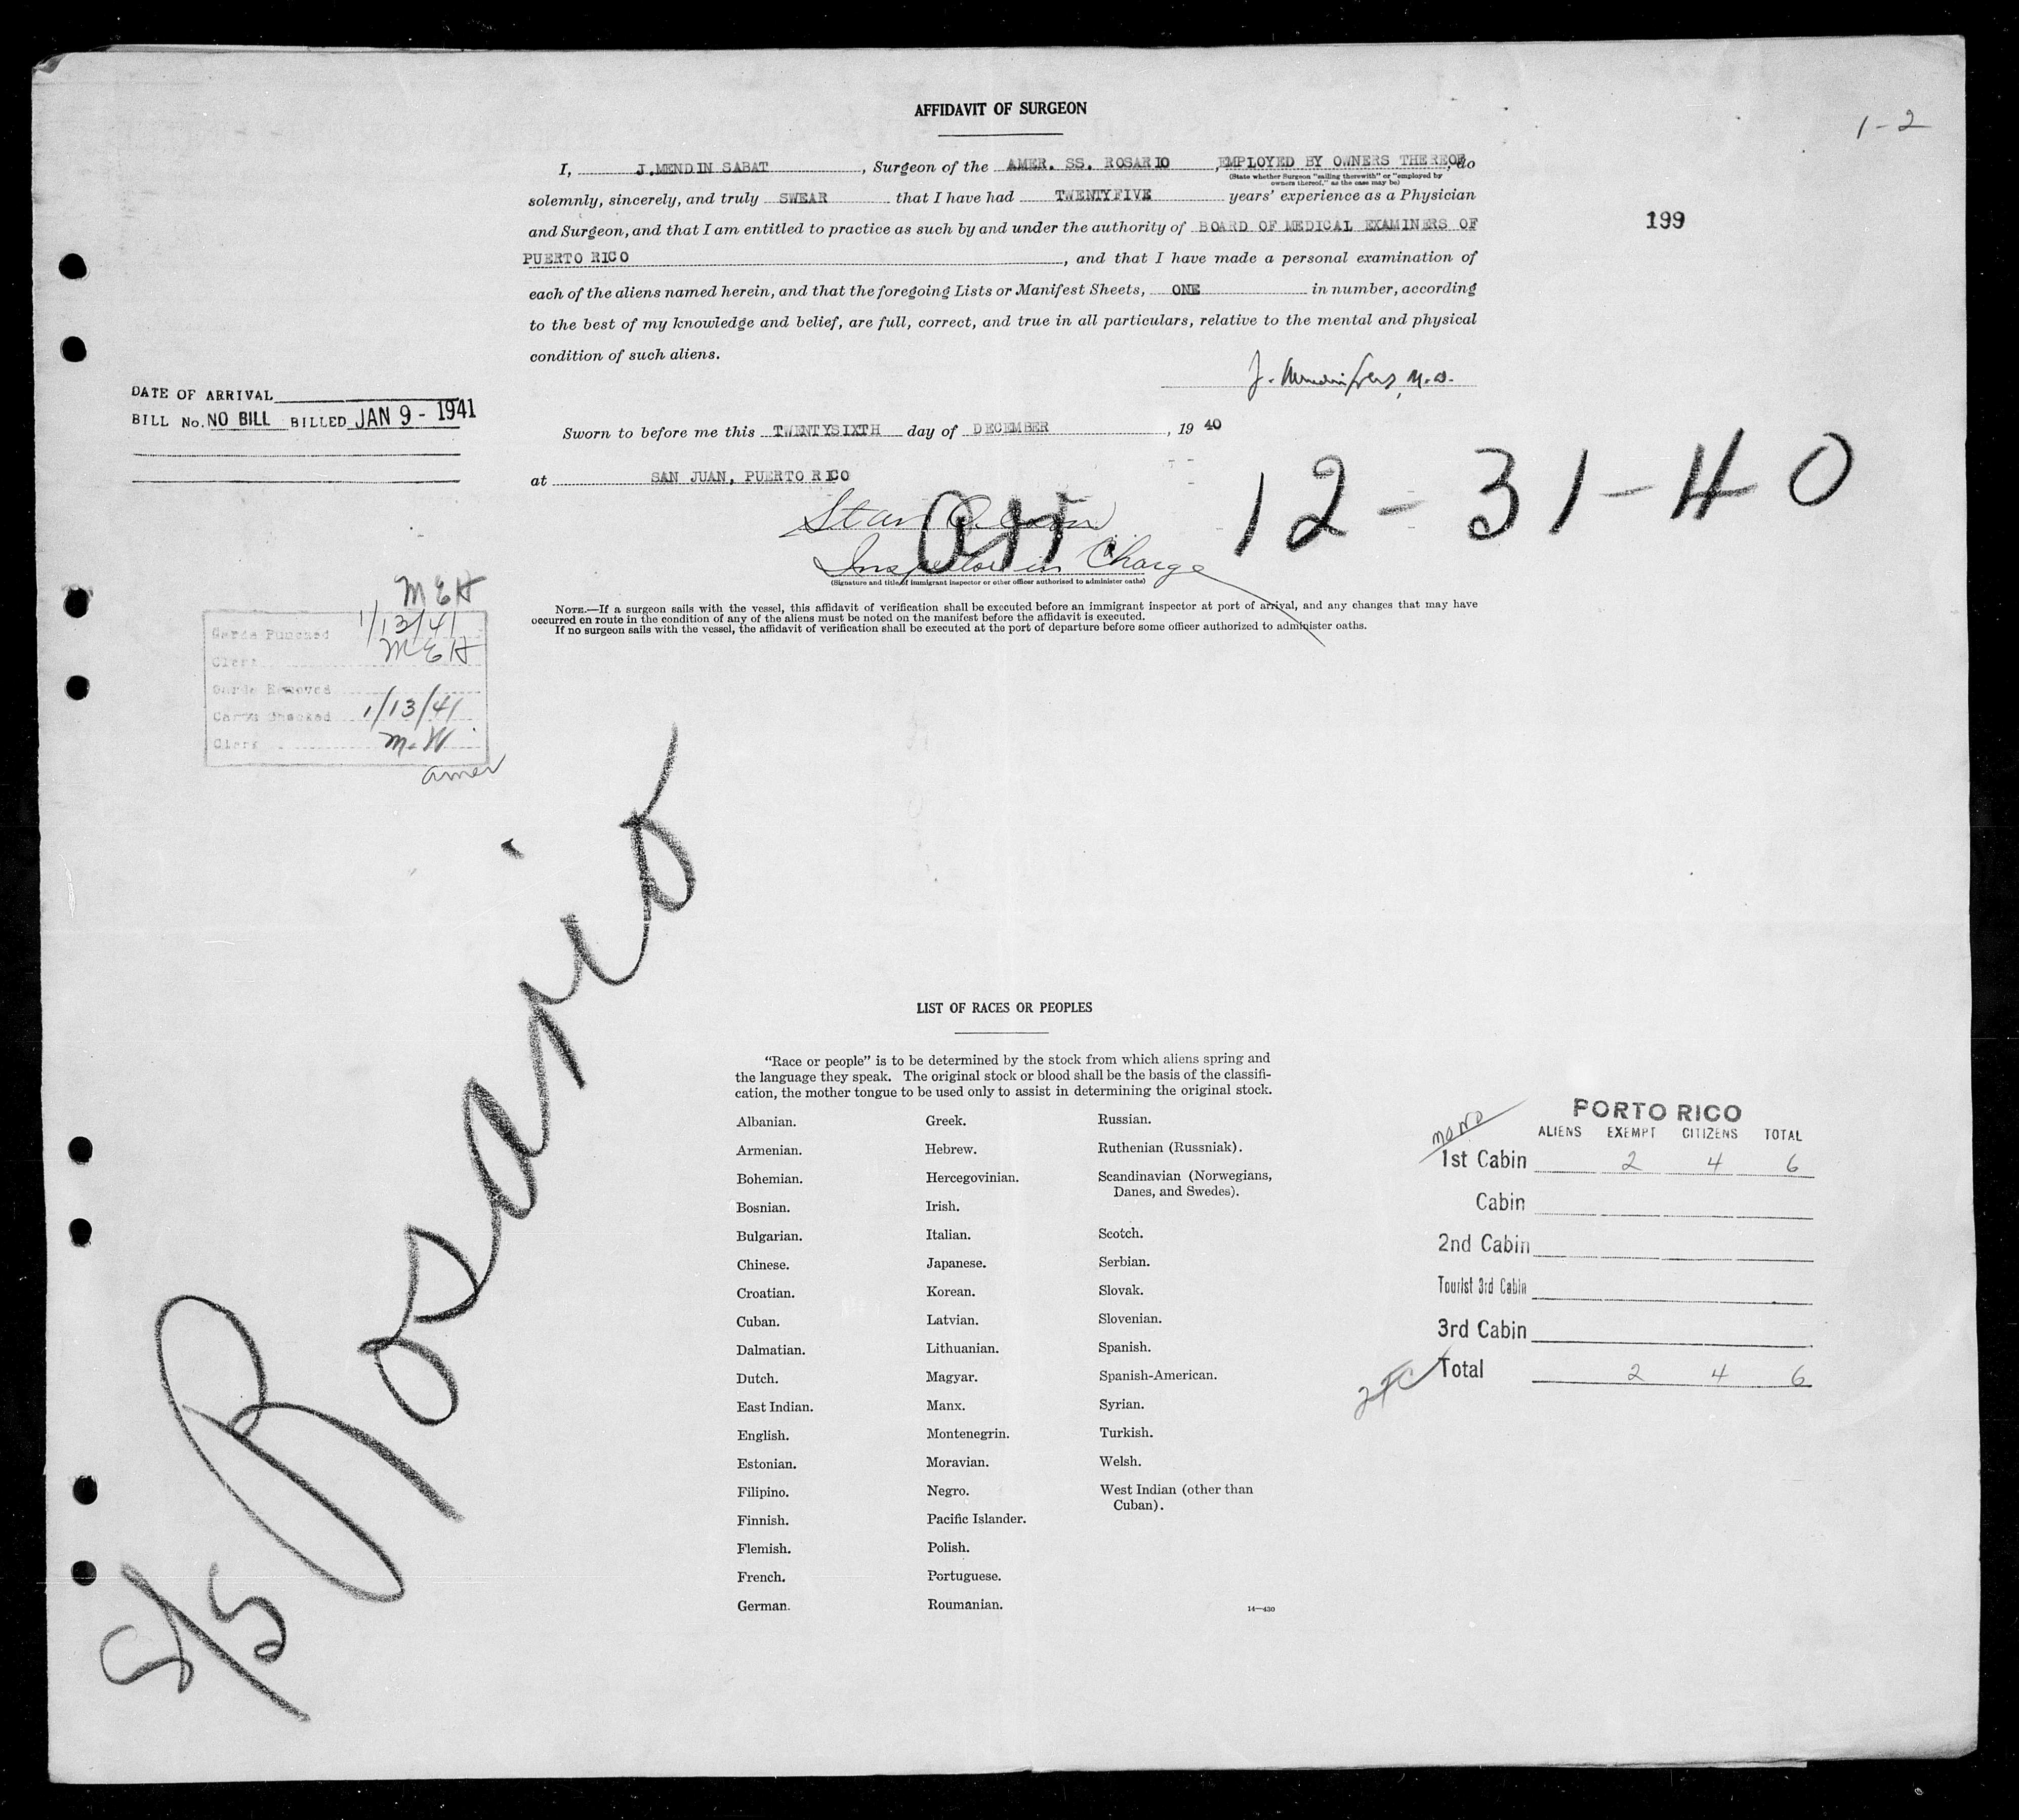 AFFIDAVIT OF SURGEON
1-2
I, J. MENDIN SABAT, Surgeon of the AMER. SS. ROSARIO, EMPLOYED BY OWNERS THEREOF, do
(State whether Surgeon "sailing therewith" or "employed by
owners thereof," as the case may be)
solemnly, sincerely, and truly SWEAR that I have had TWENTYFIVE years' experience as a Physician
and Surgeon, and that I am entitled to practice as such by and under the authority of BOARD OF MEDICAL EXAMINERS OF
199
PUERTO RICO, and that I have made a personal examination of
each of the aliens named herein, and that the foregoing Lists or Manifest Sheets, ONE in number, according
to the best of my knowledge and belief, are full, correct, and true in all particulars, relative to the mental and physical
condition of such aliens.
M.D.
DATE OF ARRIVAL
BILL No. NO BILL BILLED JAN 9 - 1941
Sworn to before me this TWENTYSIXTH day of DECEMBER, 19 40
at SAN JUAN, PUERTO RICO
12-31-40
Inspector in Charge
(Signature and title of immigrant inspector or other officer authorized to administer oaths)
NOTE.—If a surgeon sails with the vessel, this affidavit of verification shall be executed before an immigrant inspector at port of arrival, and any changes that may have
occurred en route in the condition of any of the aliens must be noted on the manifest before the affidavit is executed.
If no surgeon sails with the vessel, the affidavit of verification shall be executed at the port of departure before some officer authorized to administer oaths.
MEH
Cards Punched 1/13/41
Clerk MEH
Cards Removed
Cards Checked 1/13/41
Clerk M.W
amer
S/S Rosario
LIST OF RACES OR PEOPLES
"Race or people" is to be determined by the stock from which aliens spring and
the language they speak. The original stock or blood shall be the basis of the classifi-
cation, the mother tongue to be used only to assist in determining the original stock.
Albanian.
Armenian.
Bohemian.
Bosnian.
Bulgarian.
Chinese.
Croatian.
Cuban.
Dalmatian.
Dutch.
East Indian.
English.
Estonian.
Filipino.
Finnish.
Flemish.
French.
German.
Greek.
Hebrew.
Hercegovinian.
Irish.
Italian.
Japanese.
Korean.
Latvian.
Lithuanian.
Magyar.
Manx.
Montenegrin.
Moravian.
Negro.
Pacific Islander.
Polish.
Portuguese.
Roumanian.
Russian.
Ruthenian (Russniak).
Scandinavian (Norwegians,
Danes, and Swedes).
Scotch.
Serbian.
Slovak.
Slovenian.
Spanish.
Spanish-American.
Syrian.
Turkish.
Welsh.
West Indian (other than
Cuban).
14—430
PORTO RICO
ALIENS EXEMPT CITIZENS TOTAL
1st Cabin 2 4 6
Cabin
2nd Cabin
Tourist 3rd Cabin
3rd Cabin
Total 2 4 6